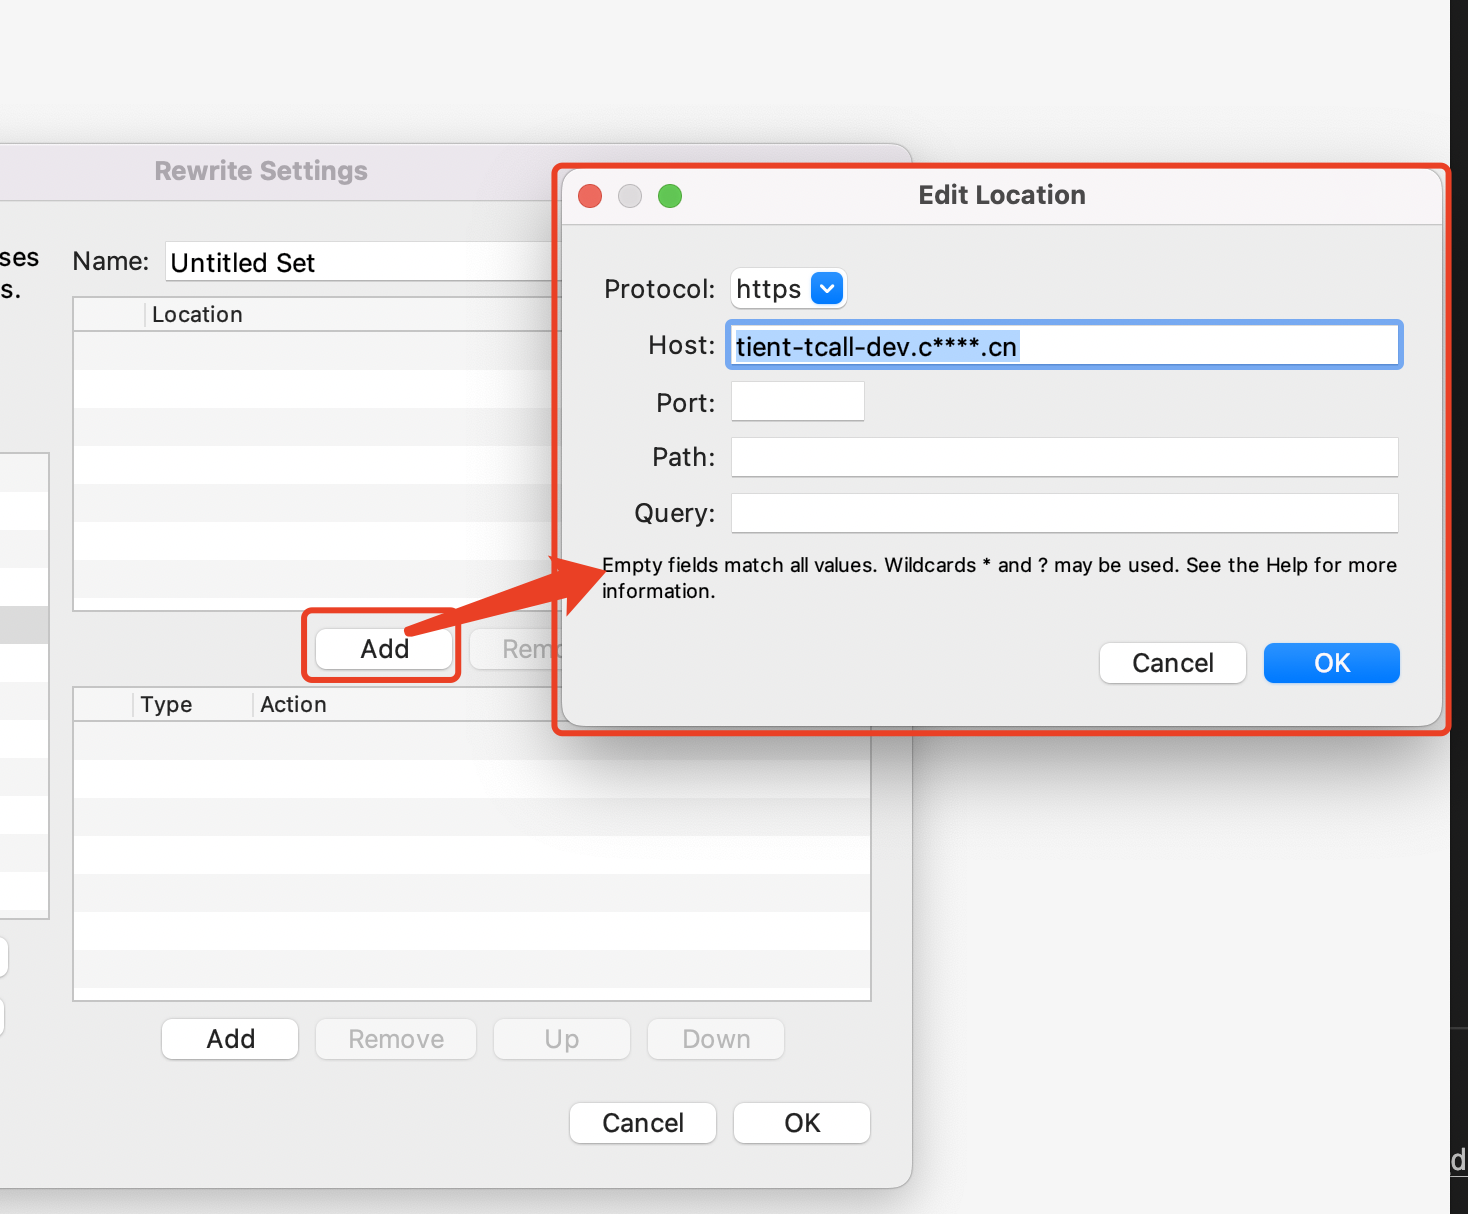 Rewrite Settings
Edit Location
ses
s.
Name: Untitled Set
Location
Protocol: https
Host: tient-tcall-dev.c****.cn
Port:
Path:
Query:
Empty fields match all values. Wildcards * and ? may be used. See the Help for more
information.
Add
Remo
Cancel OK
Type Action
Add Remove Up Down
Cancel OK
d